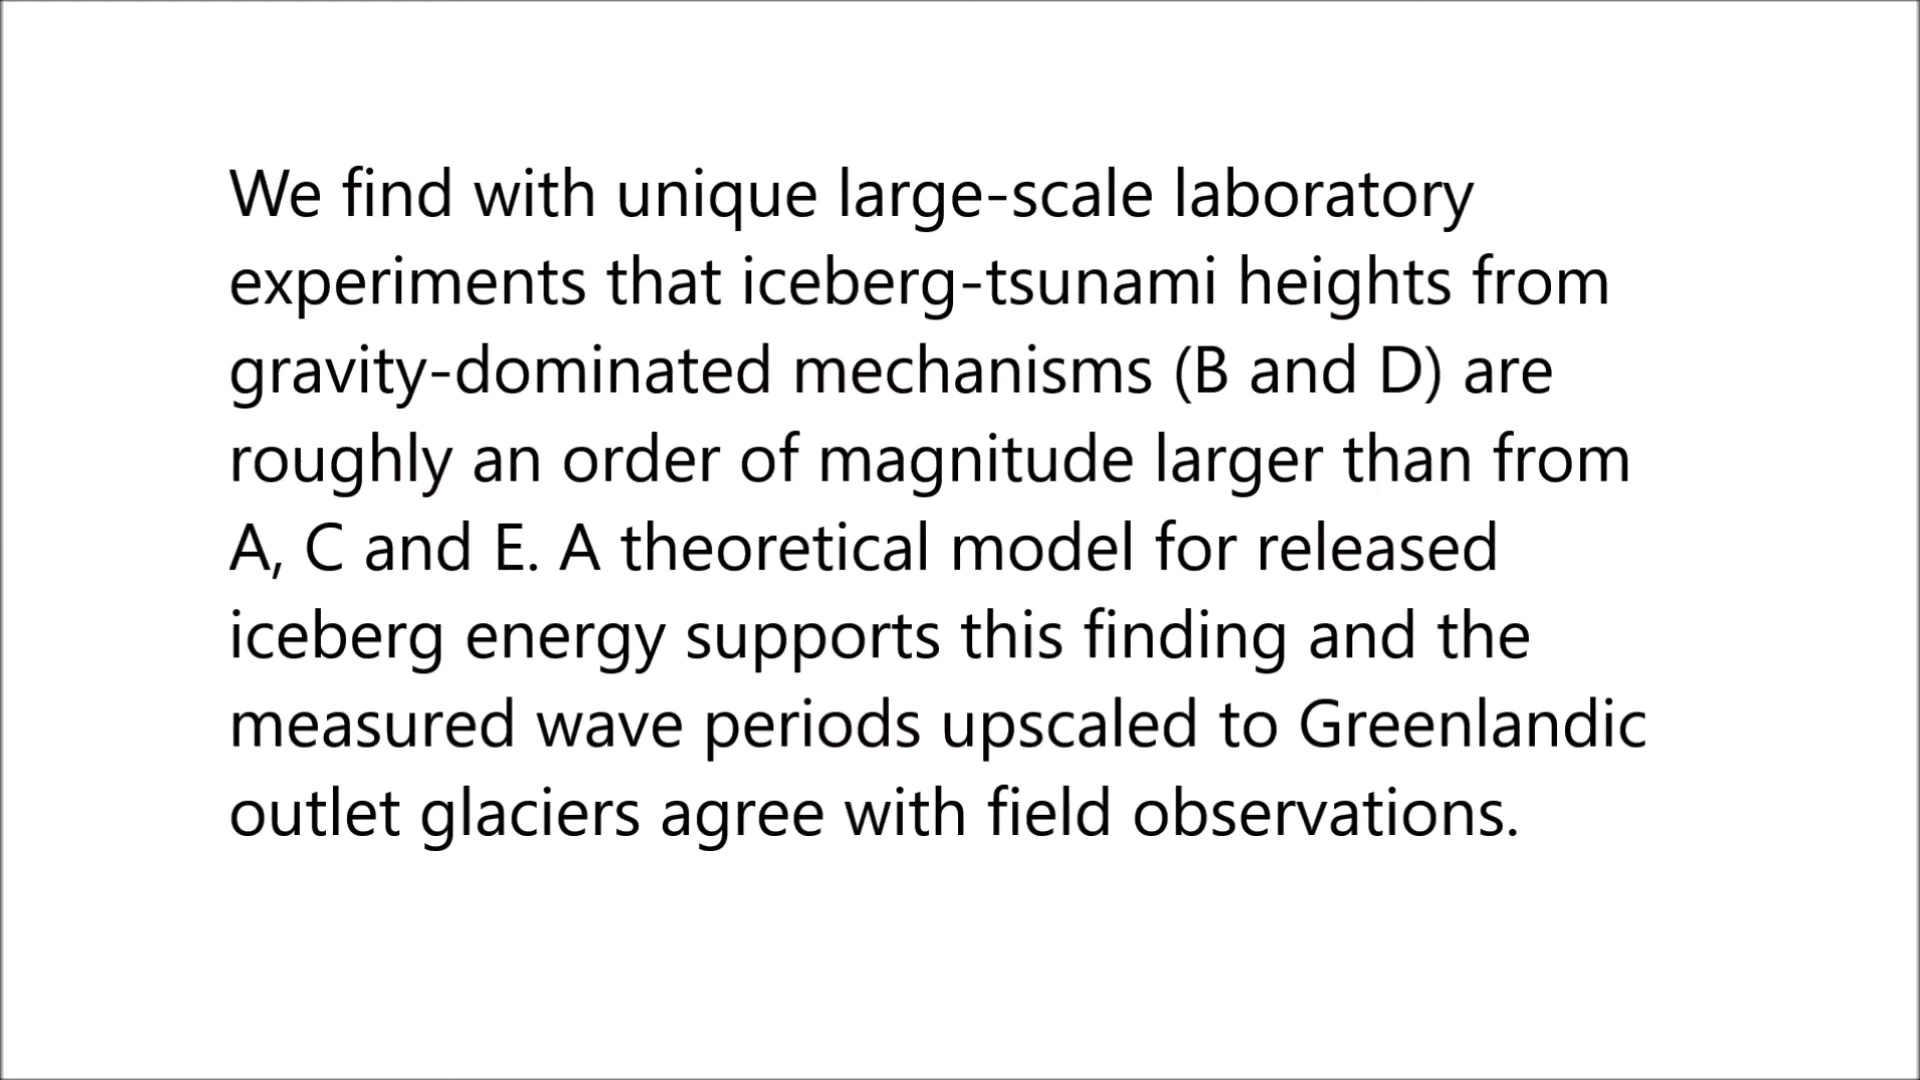 We find with unique large-scale laboratory
experiments that iceberg-tsunami heights from
gravity-dominated mechanisms (B and D) are
roughly an order of magnitude larger than from
A, C and E. A theoretical model for released
iceberg energy supports this finding and the
measured wave periods upscaled to Greenlandic
outlet glaciers agree with field observations.